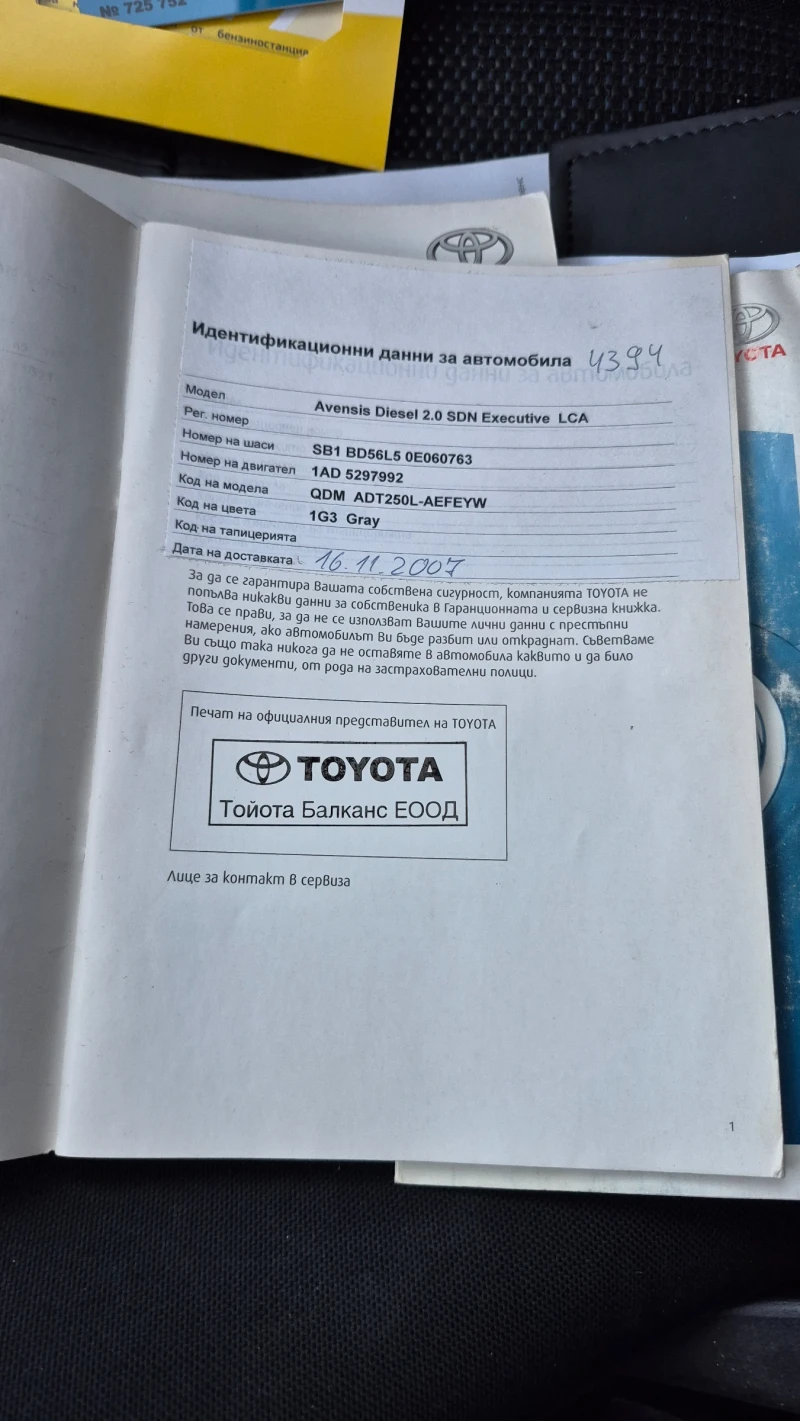 № 725 752
от бензиностанция
Идентификационни данни за автомобила 4394
Модел Avensis Diesel 2.0 SDN Executive LCA
Рег. номер
Номер на шаси SB1 BD56L5 0E060763
Номер на двигател 1AD 5297992
Код на модела QDM ADT250L-AEFEYW
Код на цвета 1G3 Gray
Код на тапицерията
Дата на доставката 16.11.2007
За да се гарантира Вашата собствена сигурност, компанията TOYOTA не
попълва никакви данни за собственика в Гаранционната и сервизна книжка.
Това се прави, за да не се използват Вашите лични данни с престъпни
намерения, ако автомобилът Ви бъде разбит или откраднат. Съветваме
Ви също така никога да не оставяте в автомобила каквито и да било
други документи, от рода на застрахователни полици.
Печат на официалния представител на TOYOTA
TOYOTA
Тойота Балканс ЕООД
Лице за контакт в сервиза
1